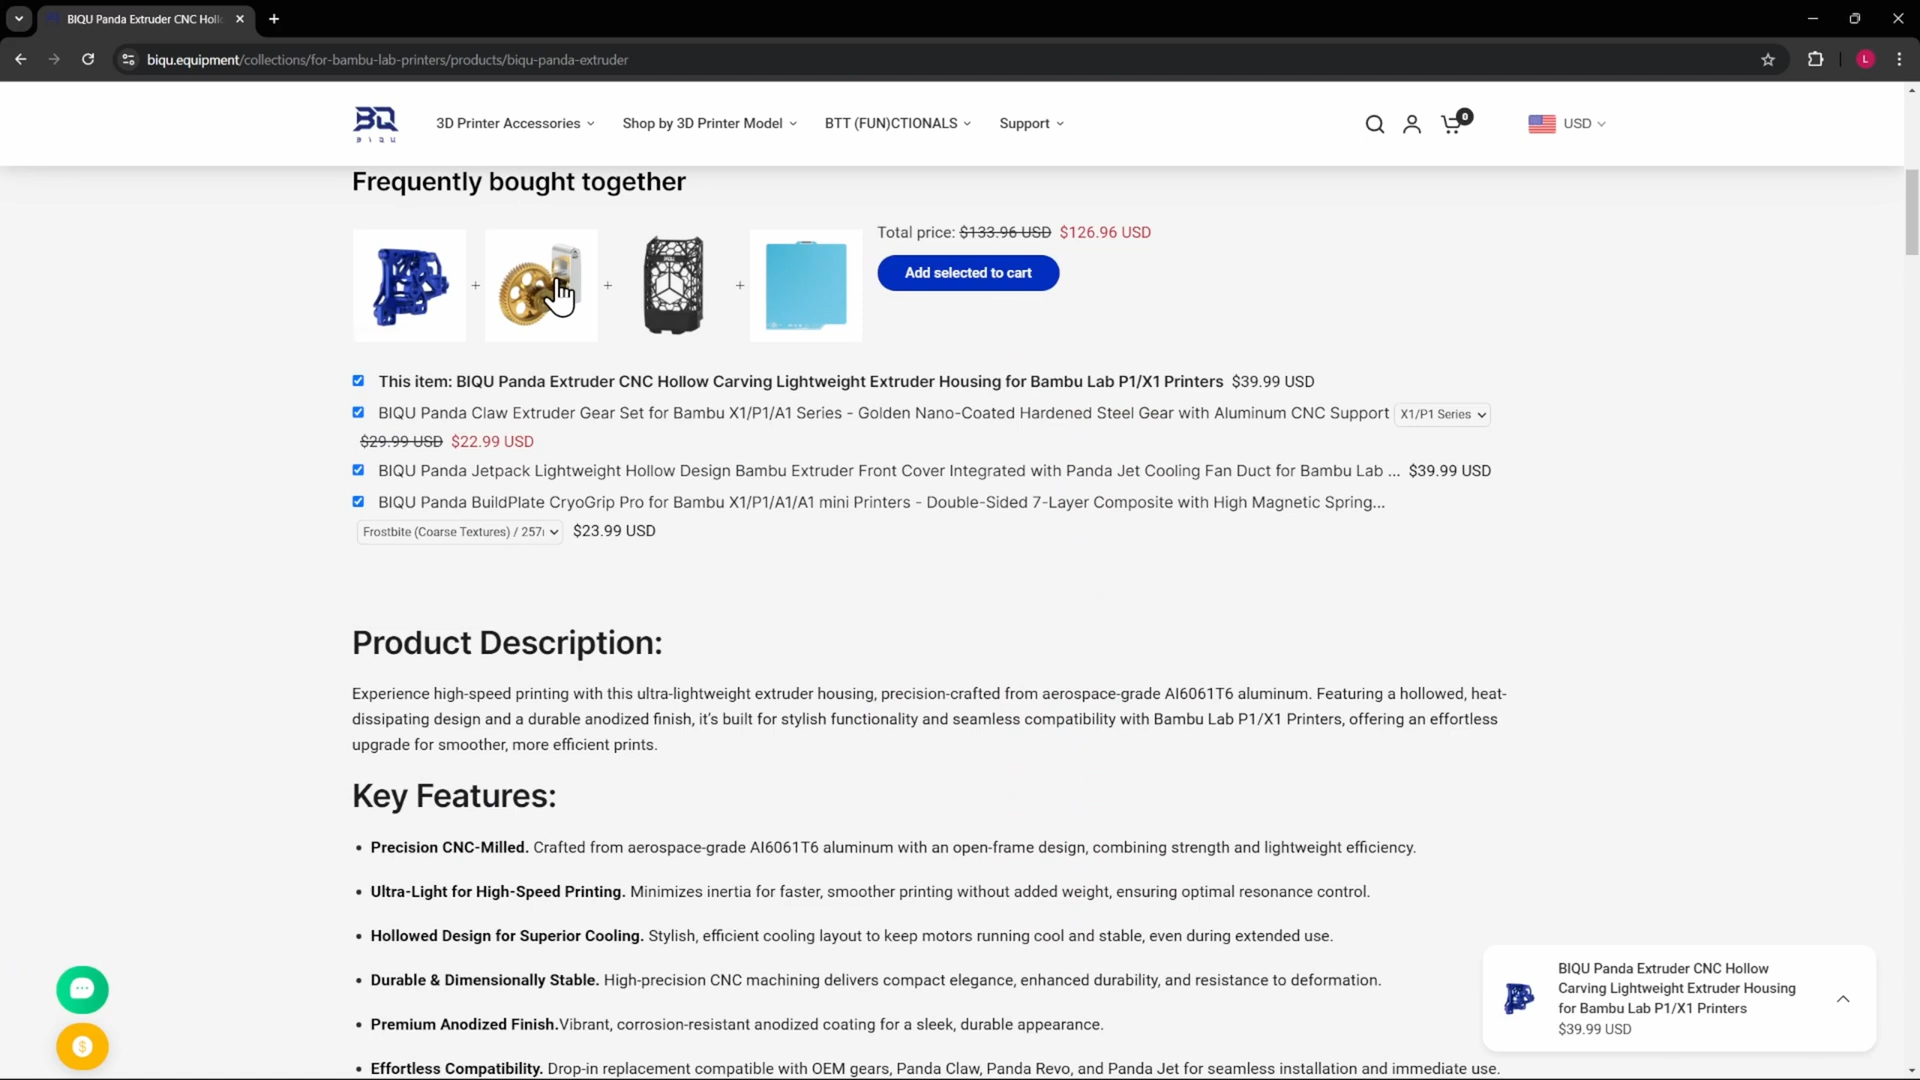 BIQU Panda Extruder CNC Holl
biqu.equipment/collections/for-bambu-lab-printers/products/biqu-panda-extruder
L
BQ
BIQU
3D Printer Accessories
Shop by 3D Printer Model
BTT (FUN)CTIONALS
Support
0
USD
Frequently bought together
+
+
+
Total price: $133.96 USD $126.96 USD
Add selected to cart
This item: BIQU Panda Extruder CNC Hollow Carving Lightweight Extruder Housing for Bambu Lab P1/X1 Printers $39.99 USD
BIQU Panda Claw Extruder Gear Set for Bambu X1/P1/A1 Series - Golden Nano-Coated Hardened Steel Gear with Aluminum CNC Support X1/P1 Series
$29.99 USD $22.99 USD
BIQU Panda Jetpack Lightweight Hollow Design Bambu Extruder Front Cover Integrated with Panda Jet Cooling Fan Duct for Bambu Lab ... $39.99 USD
BIQU Panda BuildPlate CryoGrip Pro for Bambu X1/P1/A1/A1 mini Printers - Double-Sided 7-Layer Composite with High Magnetic Spring...
Frostbite (Coarse Textures) / 257 $23.99 USD
Product Description:
Experience high-speed printing with this ultra-lightweight extruder housing, precision-crafted from aerospace-grade AI6061T6 aluminum. Featuring a hollowed, heat-
dissipating design and a durable anodized finish, it's built for stylish functionality and seamless compatibility with Bambu Lab P1/X1 Printers, offering an effortless
upgrade for smoother, more efficient prints.
Key Features:
• Precision CNC-Milled. Crafted from aerospace-grade AI6061T6 aluminum with an open-frame design, combining strength and lightweight efficiency.
• Ultra-Light for High-Speed Printing. Minimizes inertia for faster, smoother printing without added weight, ensuring optimal resonance control.
• Hollowed Design for Superior Cooling. Stylish, efficient cooling layout to keep motors running cool and stable, even during extended use.
• Durable & Dimensionally Stable. High-precision CNC machining delivers compact elegance, enhanced durability, and resistance to deformation.
• Premium Anodized Finish.Vibrant, corrosion-resistant anodized coating for a sleek, durable appearance.
• Effortless Compatibility. Drop-in replacement compatible with OEM gears, Panda Claw, Panda Revo, and Panda Jet for seamless installation and immediate use.
BIQU Panda Extruder CNC Hollow
Carving Lightweight Extruder Housing
for Bambu Lab P1/X1 Printers
$39.99 USD
$